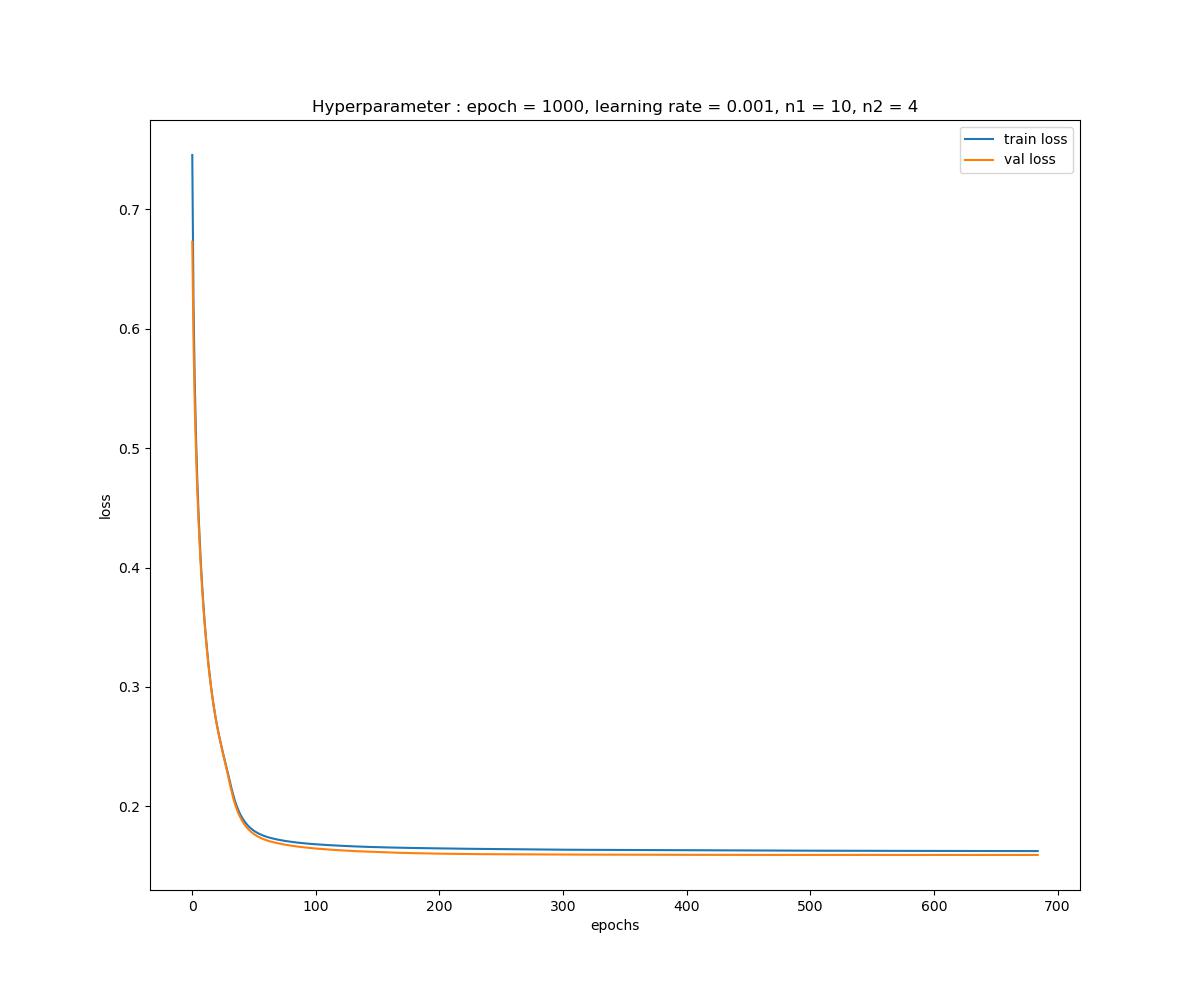 Hyperparameter : epoch = 1000, learning rate = 0.001, n1 = 10, n2 = 4
train loss
val loss
0.7
0.6
0.5
0.4
0.3
0.2
loss
0 100 200 300 400 500 600 700
epochs